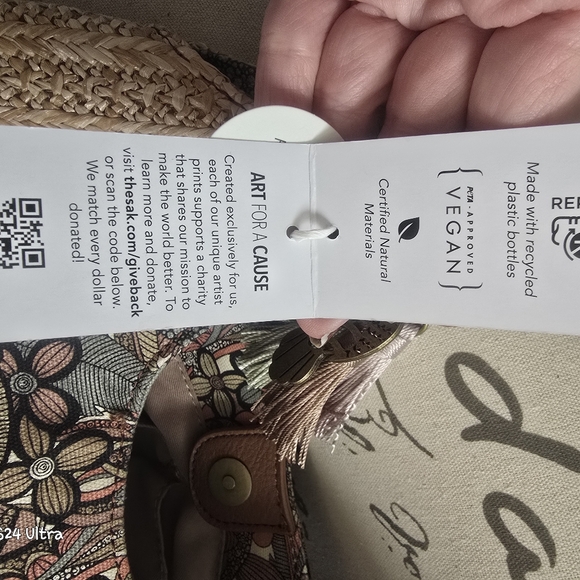 REP
Made with recycled
plastic bottles
PETA - APPROVED
VEGAN
Certified Natural
Materials
ART FOR A CAUSE
Created exclusively for us,
each of our unique artist
prints supports a charity
that shares our mission to
make the world better. To
learn more and donate,
visit thesak.com/giveback
or scan the code below.
We match every dollar
donated!
S24 Ultra